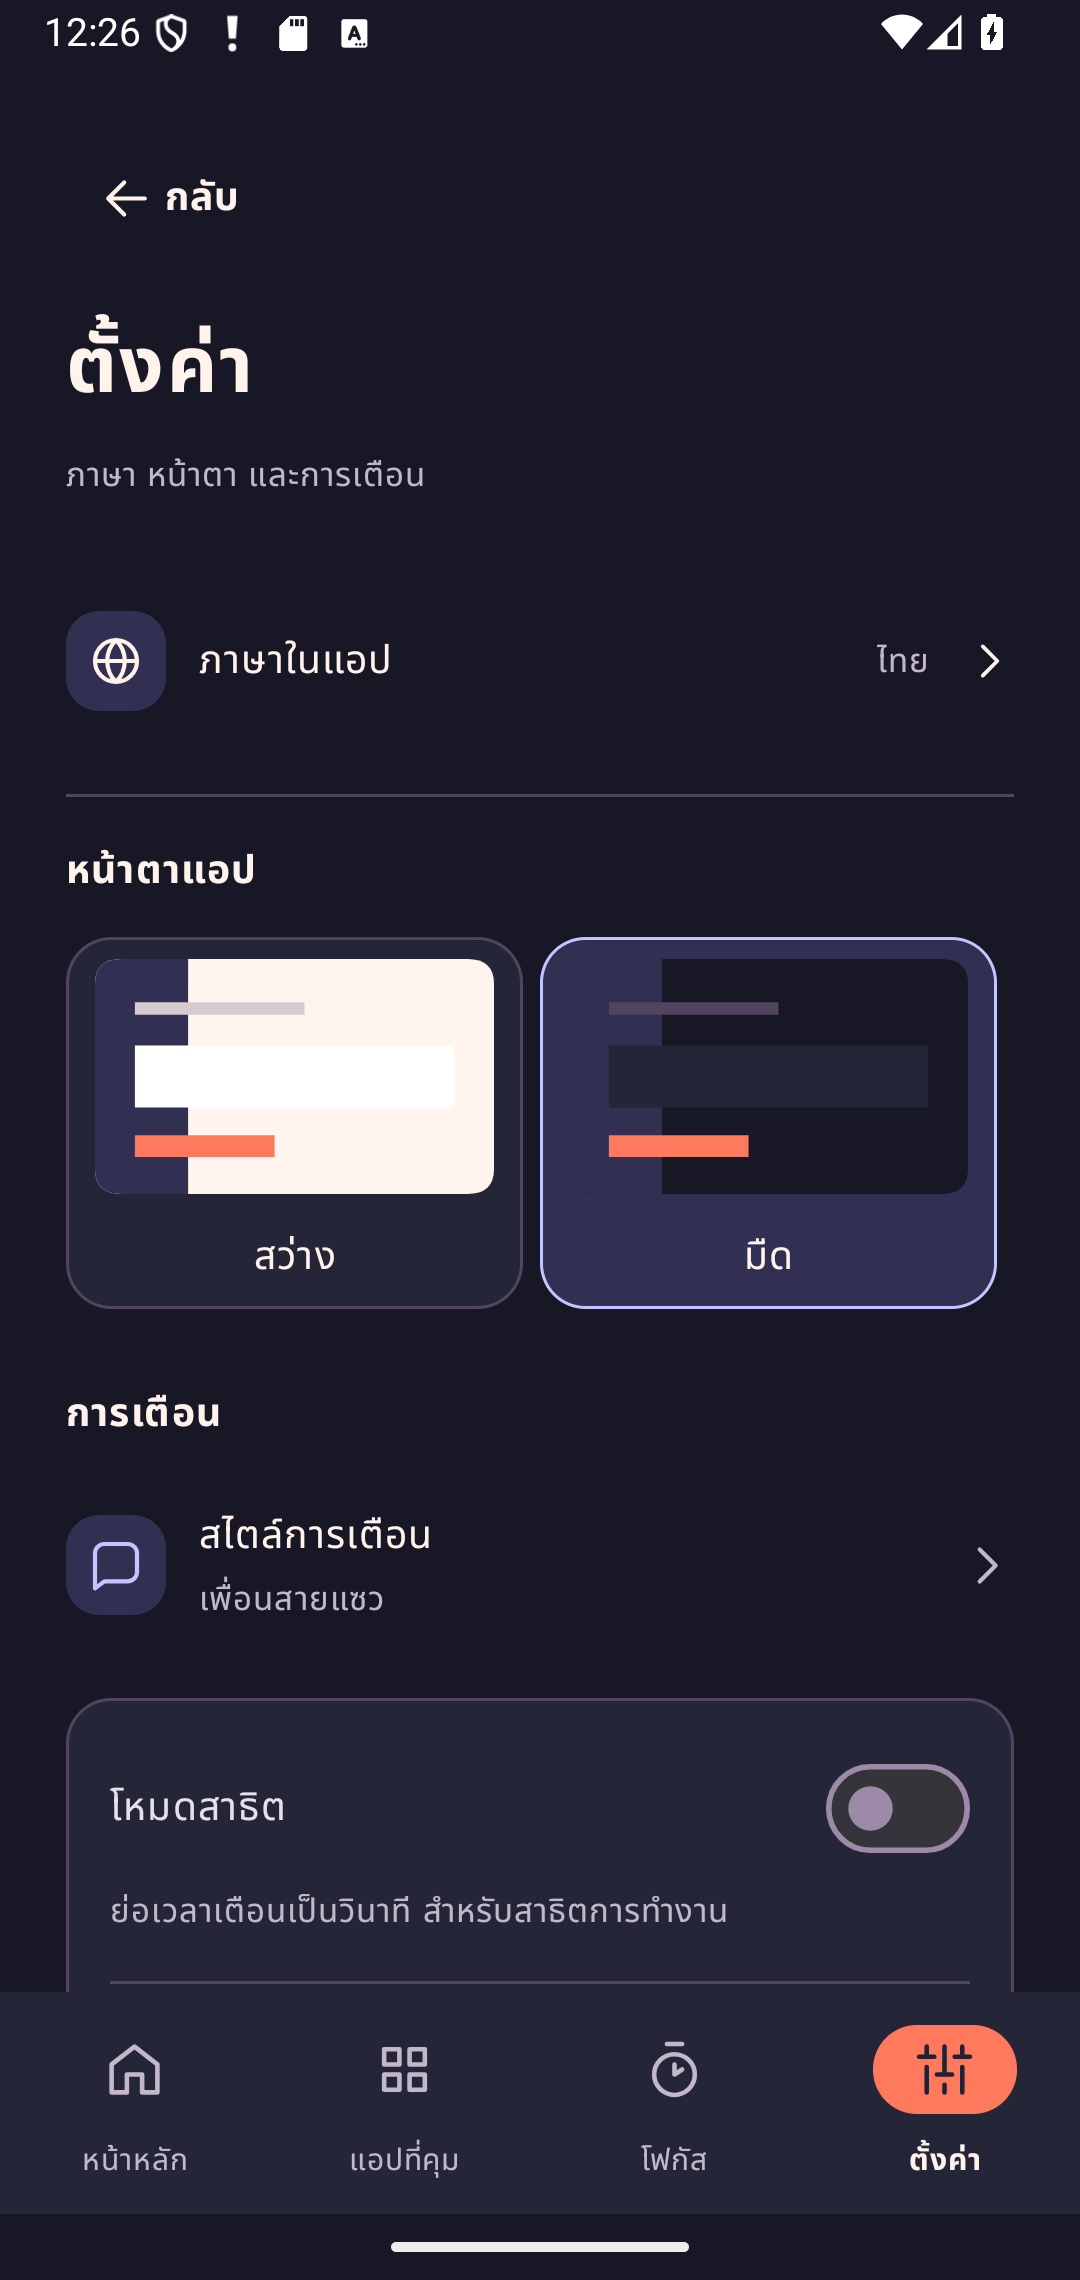 12:26
กลับ
ตั้งค่า
ภาษา หน้าตา และการเตือน
ภาษาในแอป
ไทย
หน้าตาแอป
สว่าง
มืด
การเตือน
สไตล์การเตือน
เพื่อนสายแซว
โหมดสาธิต
ย่อเวลาเตือนเป็นวินาที สำหรับสาธิตการทำงาน
หน้าหลัก
แอปที่คุม
โฟกัส
ตั้งค่า